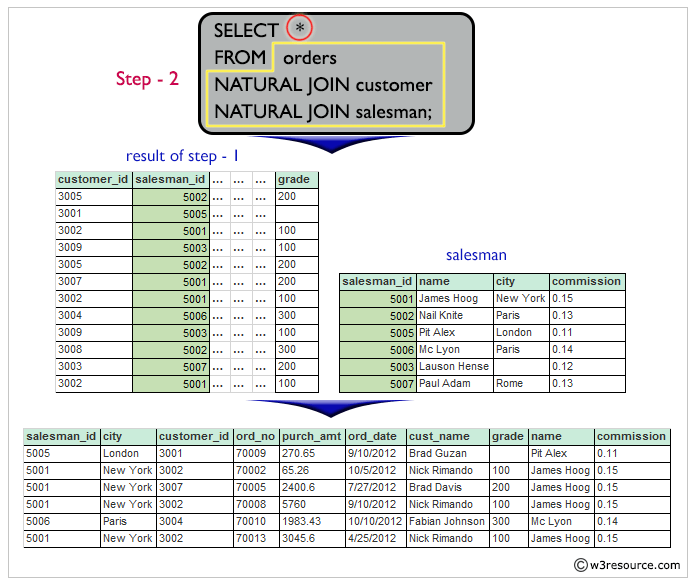 SELECT *
FROM orders
Step - 2
NATURAL JOIN customer
NATURAL JOIN salesman;
result of step - 1
customer_id salesman_id ... ... ... grade
3005 5002 ... ... ... 200
3001 5005 ... ... ...
3002 5001 ... ... ... 100
3009 5003 ... ... ... 100
3005 5002 ... ... ... 200
3007 5001 ... ... ... 200
3002 5001 ... ... ... 100
3004 5006 ... ... ... 300
3009 5003 ... ... ... 100
3008 5002 ... ... ... 300
3003 5007 ... ... ... 200
3002 5001 ... ... ... 100
salesman
salesman_id name city commission
5001 James Hoog New York 0.15
5002 Nail Knite Paris 0.13
5005 Pit Alex London 0.11
5006 Mc Lyon Paris 0.14
5003 Lauson Hense 0.12
5007 Paul Adam Rome 0.13
salesman_id city customer_id ord_no purch_amt ord_date cust_name grade name commission
5005 London 3001 70009 270.65 9/10/2012 Brad Guzan Pit Alex 0.11
5001 New York 3002 70002 65.26 10/5/2012 Nick Rimando 100 James Hoog 0.15
5001 New York 3007 70005 2400.6 7/27/2012 Brad Davis 200 James Hoog 0.15
5001 New York 3002 70008 5760 9/10/2012 Nick Rimando 100 James Hoog 0.15
5006 Paris 3004 70010 1983.43 10/10/2012 Fabian Johnson 300 Mc Lyon 0.14
5001 New York 3002 70013 3045.6 4/25/2012 Nick Rimando 100 James Hoog 0.15
© w3resource.com